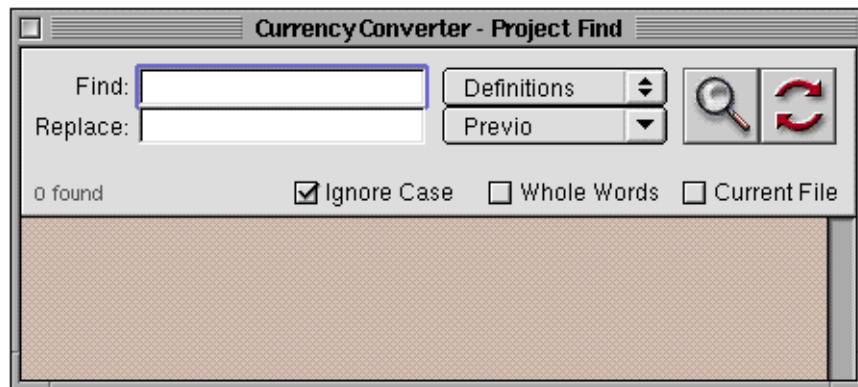 CurrencyConverter - Project Find
Find:
Definitions
Replace:
Previo
0 found
Ignore Case
Whole Words
Current File